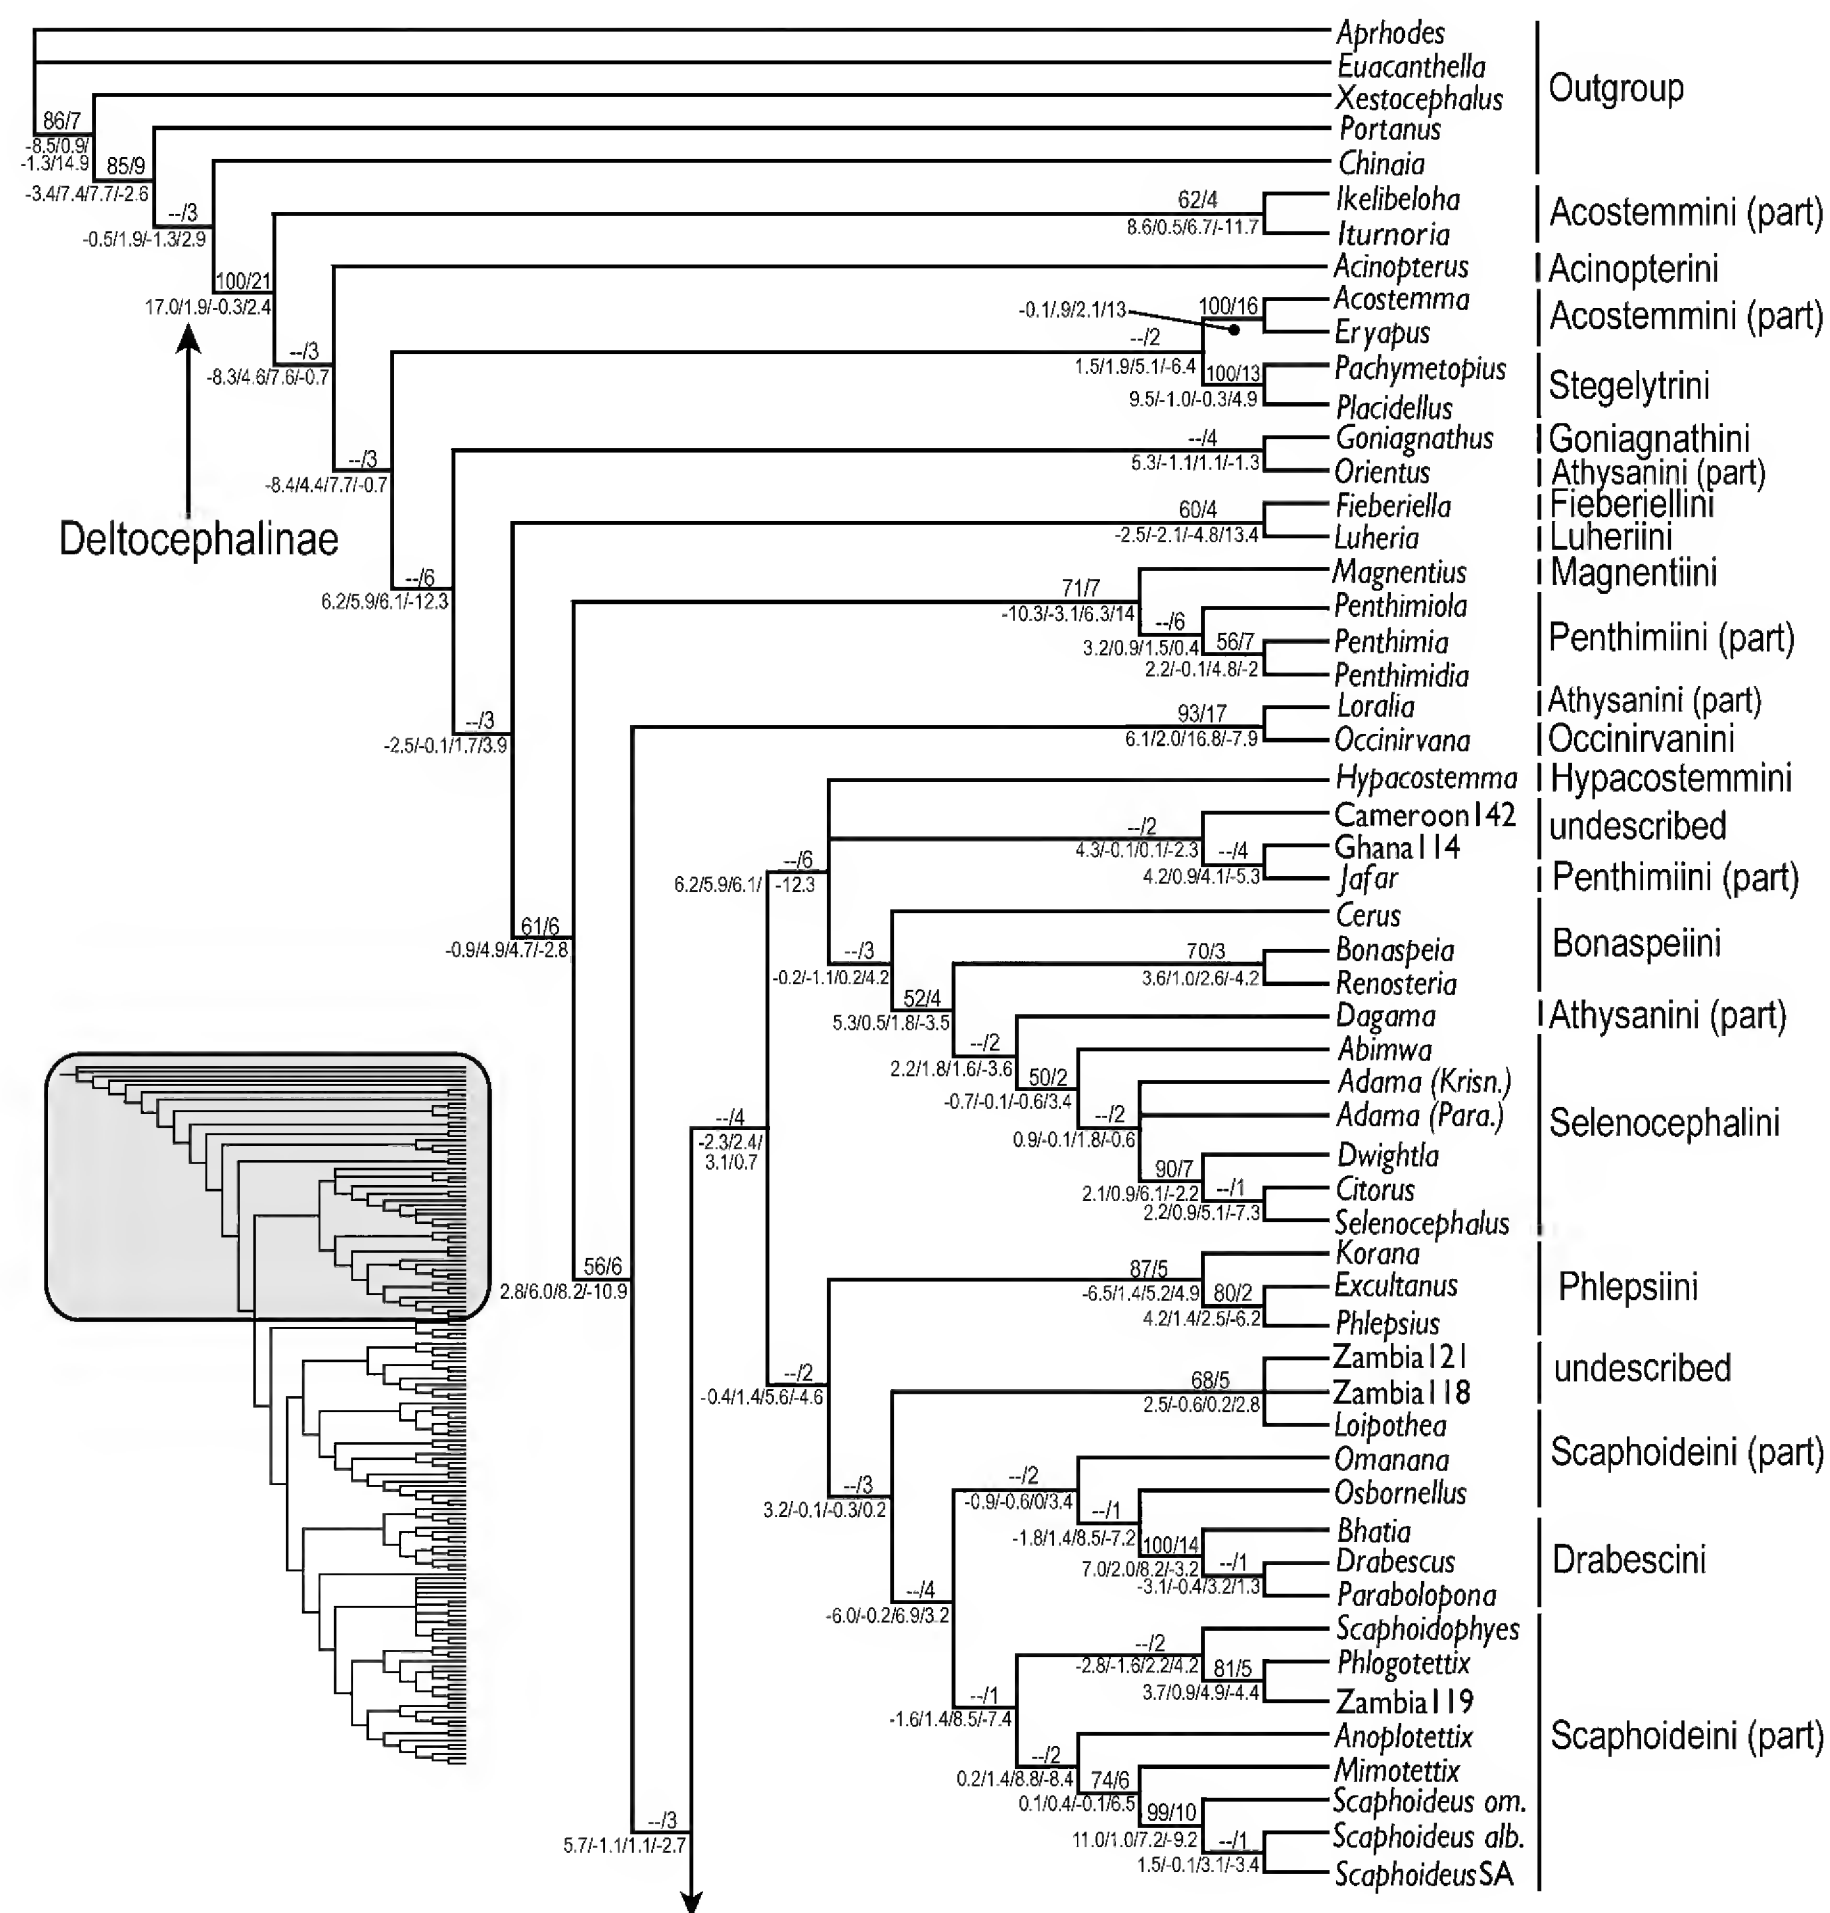 Aprhodes
Euacanthella
Xestocephalus
Outgroup
86/7
Portanus
-8.5/0.9/
-1.3/14.9
85/9
Chinaia
-3.4/7.4/7.7/-2.6
--/3
62/4
Ikelibeloha
Acostemmini (part)
-0.5/1.9/-1.3/2.9
8.6/0.5/6.7/-11.7
Iturnoria
100/21
Acinopterus
Acinopterini
17.0/1.9/-0.3/2.4
-0.1/.9/2.1/13
100/16
Acostemma
Acostemmini (part)
Eryapus
--/3
--/2
-8.3/4.6/7.6/-0.7
1.5/1.9/5.1/-6.4
100/13
Pachymetopius
Stegelytrini
9.5/-1.0/-0.3/4.9
Placidellus
--/4
Goniagnathus
Goniagnathini
--/3
5.3/-1.1/1.1/-1.3
Orientus
Athysanini (part)
-8.4/4.4/7.7/-0.7
60/4
Fieberiella
Fieberiellini
Deltocephalinae
-2.5/-2.1/-4.8/13.4
Luheria
Luheriini
--/6
71/7
Magnentius
Magnentiini
6.2/5.9/6.1/-12.3
-10.3/-3.1/6.3/14
Penthimiola
--/6
3.2/0.9/1.5/0.4
56/7
Penthimia
Penthimiini (part)
2.2/-0.1/4.8/-2
Penthimidia
--/3
93/17
Loralia
Athysanini (part)
-2.5/-0.1/1.7/3.9
6.1/2.0/16.8/-7.9
Occinirvana
Occinirvanini
Hypacostemma
Hypacostemmini
--/2
Cameroon142
undescribed
4.3/-0.1/0.1/-2.3
--/4
Ghana114
--/6
6.2/5.9/6.1/
-12.3
4.2/0.9/4.1/-5.3
Jafar
Penthimiini (part)
Cerus
61/6
-0.9/4.9/4.7/-2.8
--/3
70/3
Bonaspeia
Bonaspeiini
-0.2/-1.1/0.2/4.2
3.6/1.0/2.6/-4.2
Renosteria
52/4
5.3/0.5/1.8/-3.5
Dagama
Athysanini (part)
--/2
2.2/1.8/1.6/-3.6
Abimwa
50/2
-0.7/-0.1/-0.6/3.4
Adama (Krisn.)
--/4
-2.3/2.4/
3.1/0.7
--/2
0.9/-0.1/1.8/-0.6
Adama (Para.)
Selenocephalini
90/7
Dwightla
2.1/0.9/6.1/-2.2
--/1
Citorus
2.2/0.9/5.1/-7.3
Selenocephalus
56/6
2.8/6.0/8.2/-10.9
87/5
Korana
-6.5/1.4/5.2/4.9
80/2
Excultanus
Phlepsiini
4.2/1.4/2.5/-6.2
Phlepsius
--/2
-0.4/1.4/5.6/-4.6
Zambia121
68/5
Zambia118
undescribed
2.5/-0.6/0.2/2.8
Loipothea
--/3
3.2/-0.1/-0.3/0.2
--/2
Omanana
Scaphoideini (part)
-0.9/-0.6/0/3.4
Osbornellus
--/1
-1.8/1.4/8.5/-7.2
100/14
Bhatia
7.0/2.0/8.2/-3.2
--/1
Drabescus
Drabescini
-3.1/-0.4/3.2/1.3
Parabolopona
--/4
-6.0/-0.2/6.9/3.2
Scaphoidophyes
--/2
-2.8/-1.6/2.2/4.2
81/5
Phlogotettix
3.7/0.9/4.9/-4.4
Zambia119
--/1
-1.6/1.4/8.5/-7.4
Anoplotettix
Scaphoideini (part)
--/2
0.2/1.4/8.8/-8.4
74/6
Mimotettix
0.1/0.4/-0.1/6.5
99/10
Scaphoideus om.
--/3
5.7/-1.1/1.1/-2.7
11.0/1.0/7.2/-9.2
--/1
Scaphoideus alb.
1.5/-0.1/3.1/-3.4
ScaphoideusSA